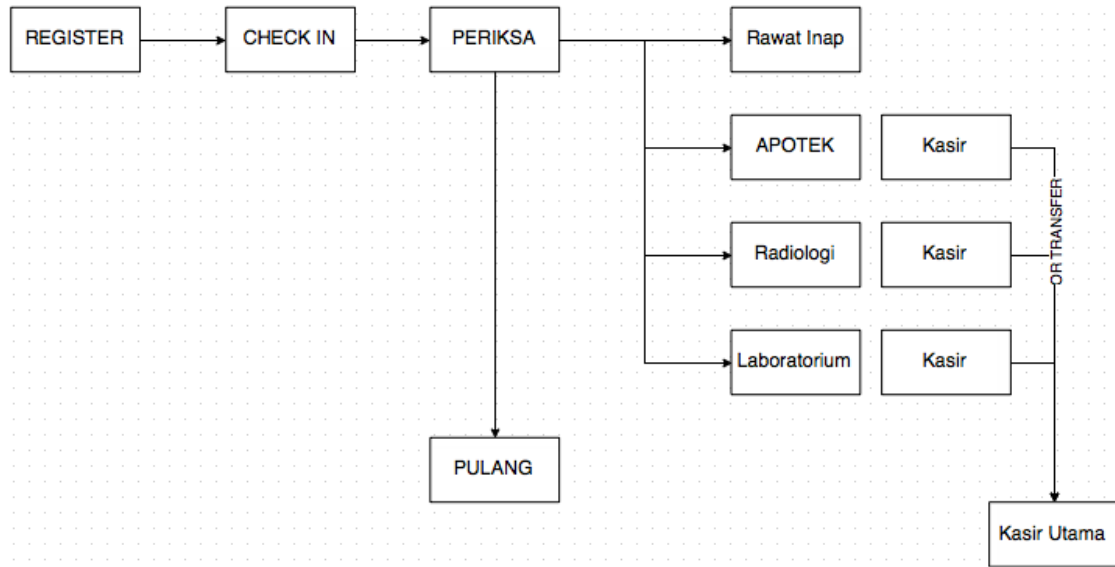 REGISTER
CHECK IN
PERIKSA
Rawat Inap
APOTEK
Kasir
OR TRANSFER
Radiologi
Kasir
Laboratorium
Kasir
PULANG
Kasir Utama